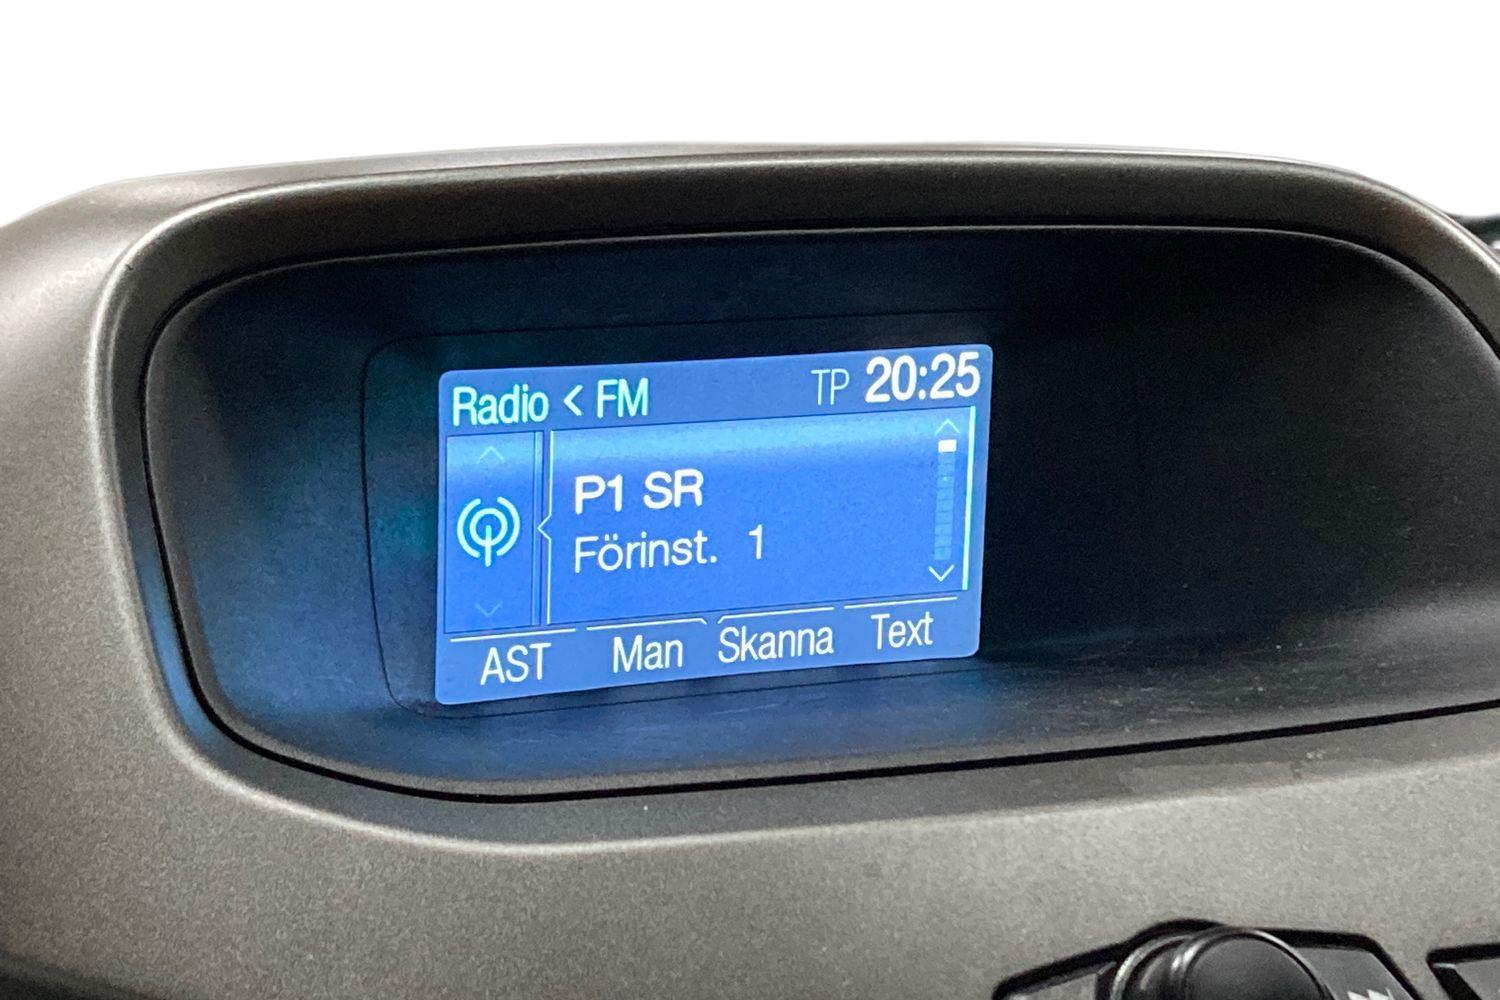 Radio < FM TP 20:25
P1 SR
Förinst. 1
AST Man Skanna Text